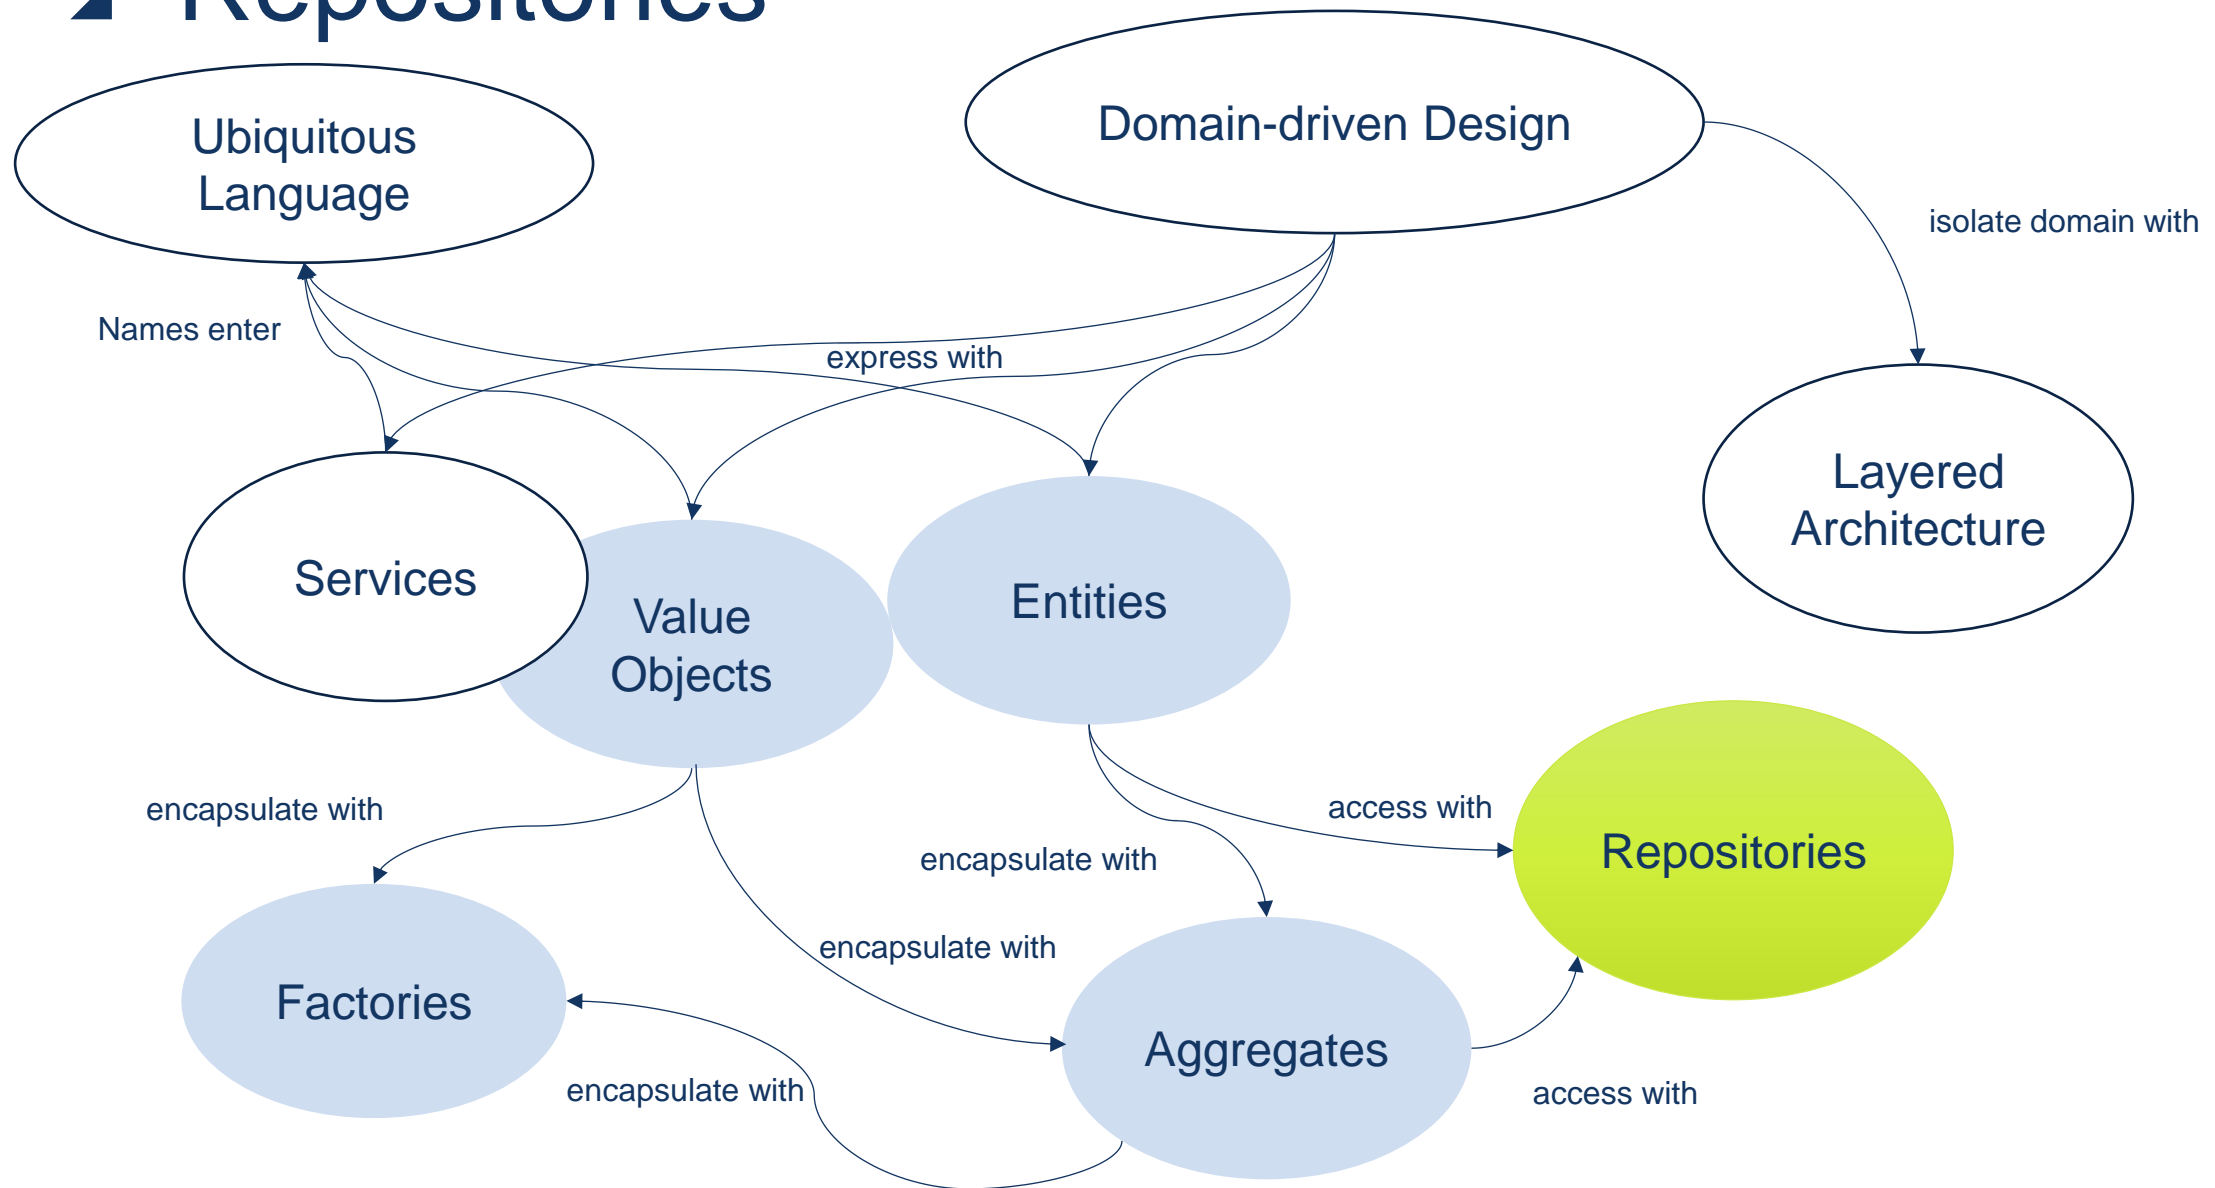 Repositories
Ubiquitous
Language
Domain-driven Design
isolate domain with
Names enter
express with
Layered
Architecture
Services
Value
Objects
Entities
encapsulate with
access with
encapsulate with
Repositories
encapsulate with
Factories
Aggregates
encapsulate with
access with